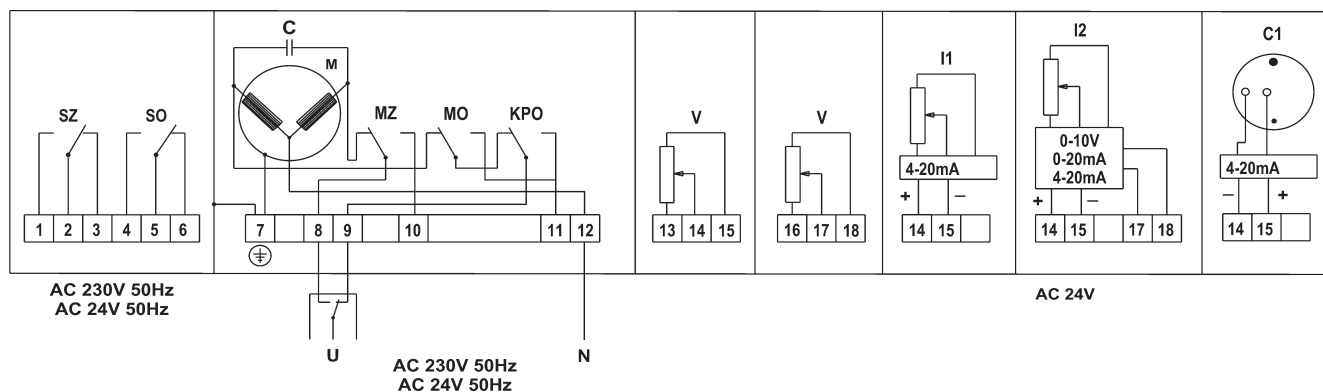 C
M
SZ
SO
MZ
MO
KPO
V
V
I1
I2
C1
4-20mA
0-10V
0-20mA
4-20mA
4-20mA
+ –
+ –
– +
1 2 3 4 5 6
7 8 9 10 11 12
13 14 15
16 17 18
14 15
14 15 17 18
14 15
AC 230V 50Hz
AC 24V 50Hz
U
N
AC 230V 50Hz
AC 24V 50Hz
AC 24V